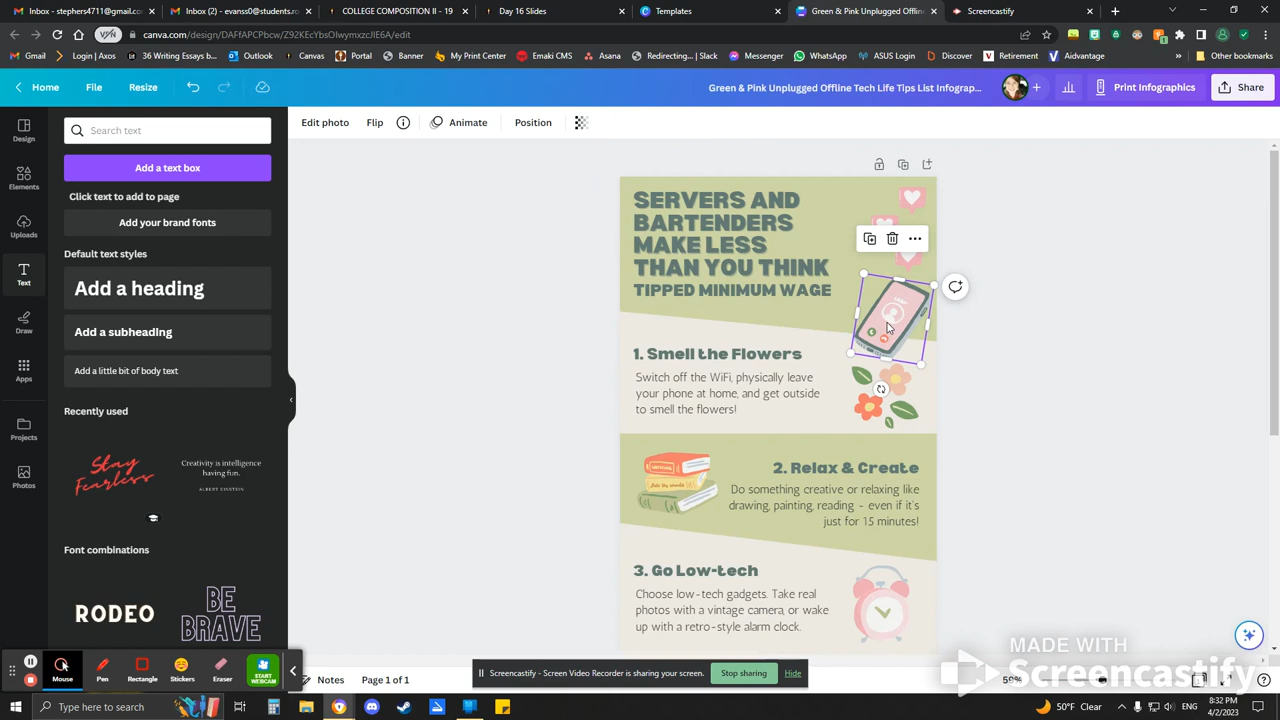 Inbox - stephers4711@gmail.co
Inbox (2) - evans0@students.
COLLEGE COMPOSITION II - 19
Day 16 Slides
Templates
Green & Pink Unplugged Offlin
Screencastify
VPN
canva.com/design/DAFfAPCPbcw/Z92KEcYbsOIwymxzcJIE6A/edit
Gmail
Login | Axos
36 Writing Essays b...
Outlook
Canvas
Portal
Banner
My Print Center
Emaki CMS
Asana
Redirecting... | Slack
Messenger
WhatsApp
ASUS Login
Discover
Retirement
Aidvantage
Other bookmarks
Home
File
Resize
Green & Pink Unplugged Offline Tech Life Tips List Infograp...
Print Infographics
Share
Design
Elements
Uploads
Text
Draw
Apps
Projects
Photos
Search text
Add a text box
Click text to add to page
Add your brand fonts
Default text styles
Add a heading
Add a subheading
Add a little bit of body text
Recently used
Stay
Fearless
Creativity is intelligence
having fun.
ALBERT EINSTEIN
Font combinations
RODEO
BE
BRAVE
Edit photo
Flip
Animate
Position
SERVERS AND
BARTENDERS
MAKE LESS
THAN YOU THINK
TIPPED MINIMUM WAGE
1. Smell the Flowers
Switch off the WiFi, physically leave
your phone at home, and get outside
to smell the flowers!
2. Relax & Create
Do something creative or relaxing like
drawing, painting, reading - even if it's
just for 15 minutes!
3. Go Low-tech
Choose low-tech gadgets. Take real
photos with a vintage camera, or wake
up with a retro-style alarm clock.
MADE WITH
Screencastify
Mouse
Pen
Rectangle
Stickers
Eraser
START
WEBCAM
Notes
Page 1 of 1
Screencastify - Screen Video Recorder is sharing your screen.
Stop sharing
Hide
Type here to search
50°F Clear
8:32 PM
4/2/2023